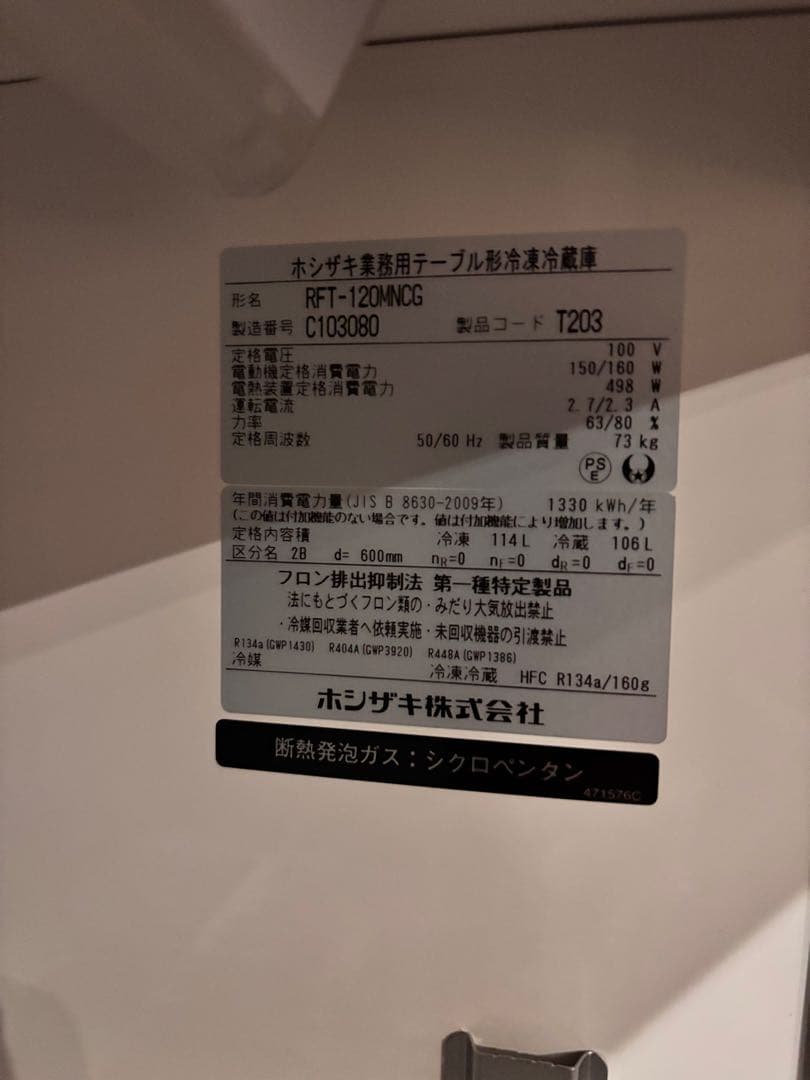 ホシザキ業務用テーブル形冷凍冷蔵庫
形名 RFT-120MNCG
製造番号 C103080 製品コード T203
定格電圧 100 V
電動機定格消費電力 150/160 W
電熱装置定格消費電力 498 W
運転電流 2.7/2.3 A
力率 63/80 %
定格周波数 50/60 Hz 製品質量 73 kg
PS
E
年間消費電力量(JIS B 8630-2009年) 1330 kWh/年
(この値は付加機能のない場合です。値は付加機能により増加します。)
定格内容積 冷凍 114L 冷蔵 106L
区分名 2B d= 600mm nR=0 nF=0 dR=0 dF=0
フロン排出抑制法 第一種特定製品
法にもとづくフロン類の・みだり大気放出禁止
・冷媒回収業者へ依頼実施・未回収機器の引渡禁止
R134a(GWP1430) R404A(GWP3920) R448A(GWP1386)
冷媒 冷凍冷蔵 HFC R134a/160g
ホシザキ株式会社
断熱発泡ガス：シクロペンタン
471576C